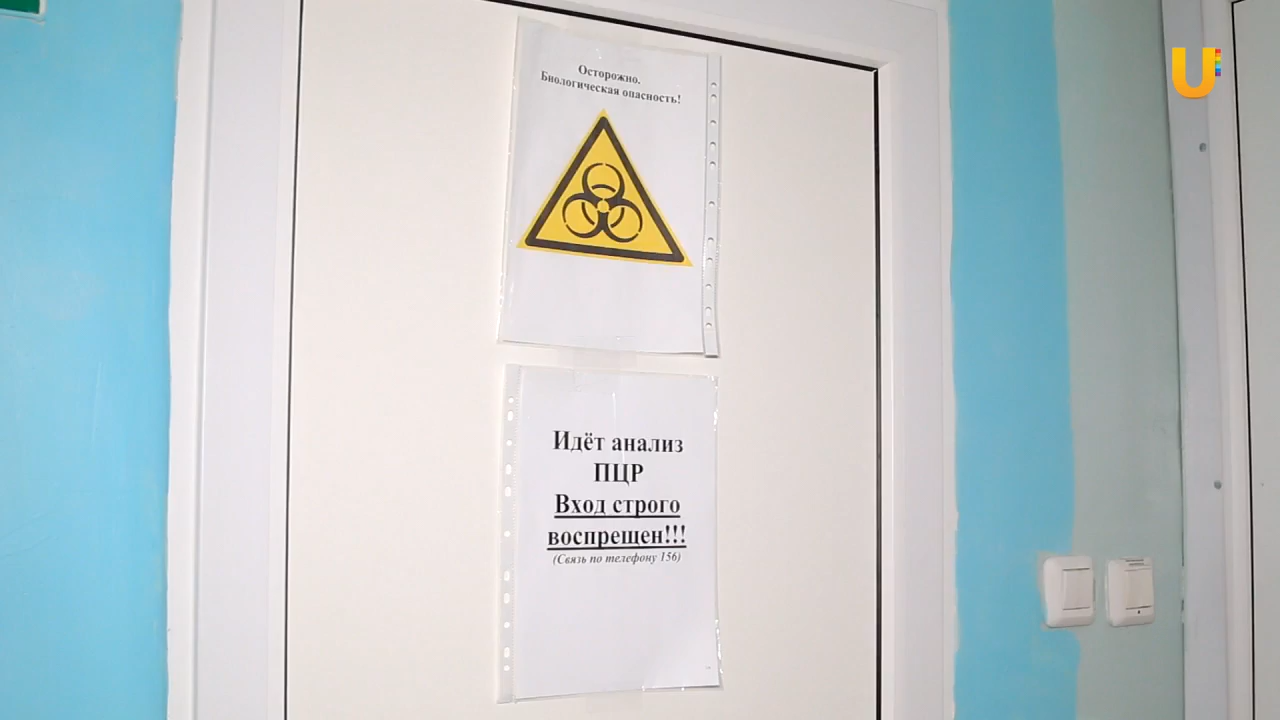 Осторожно.
Биологическая опасность!
Идёт анализ
ПЦР
Вход строго
воспрещен!!!
(Связь по телефону 156)
U